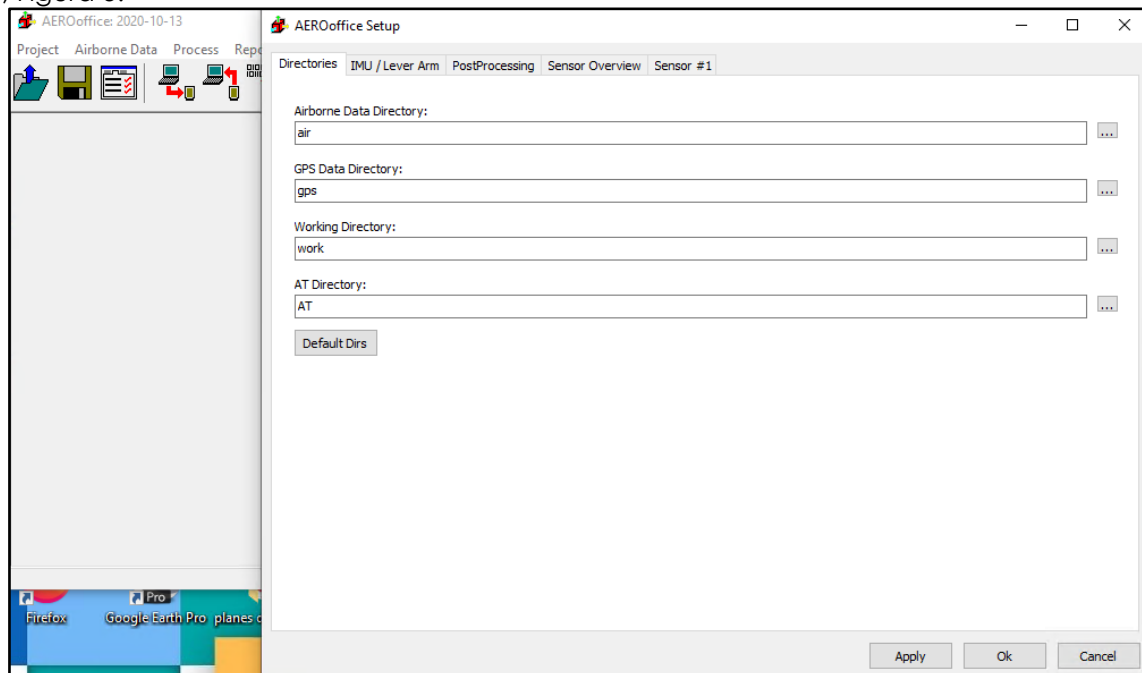 AEROoffice: 2020-10-13
Project Airborne Data Process
AEROoffice Setup
Directories IMU / Lever Arm PostProcessing Sensor Overview Sensor #1
Airborne Data Directory:
air
...
GPS Data Directory:
gps
...
Working Directory:
work
...
AT Directory:
AT
...
Default Dirs
Pro
Firefox Google Earth Pro planes
Apply Ok Cancel